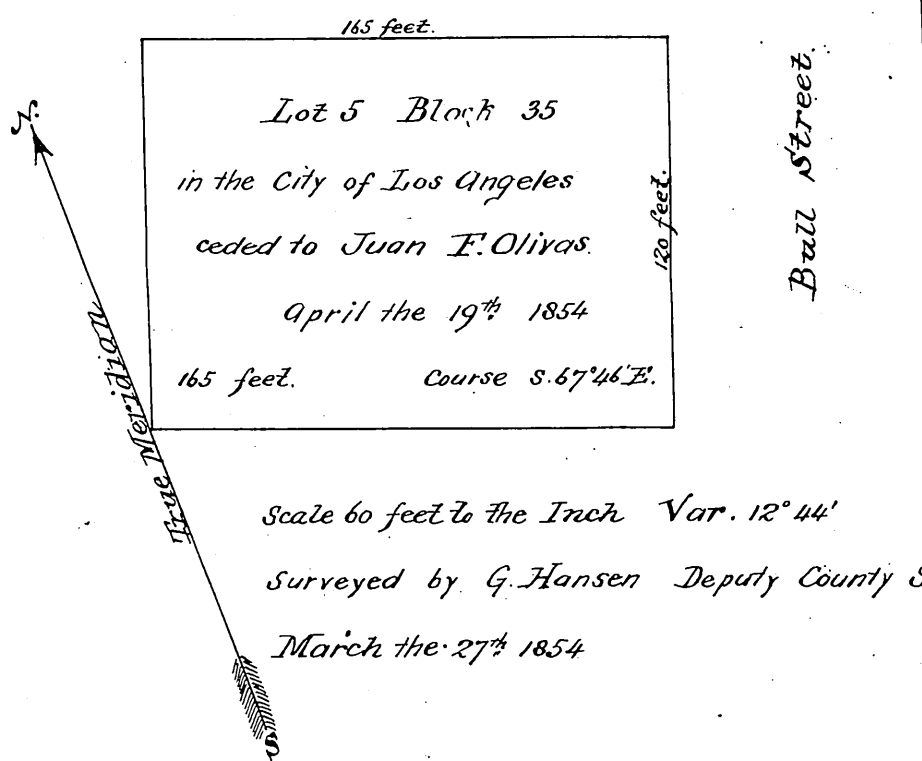 165 feet.
Lot 5 Block 35
in the City of Los Angeles
ceded to Juan F. Olivas.
April the 19th 1854
165 feet. Course S. 67° 46' E.
120 feet.
Ball Street.
True Meridian
S
Scale 60 feet to the Inch Var. 12° 44'
Surveyed by G. Hansen Deputy County S
March the 27th 1854